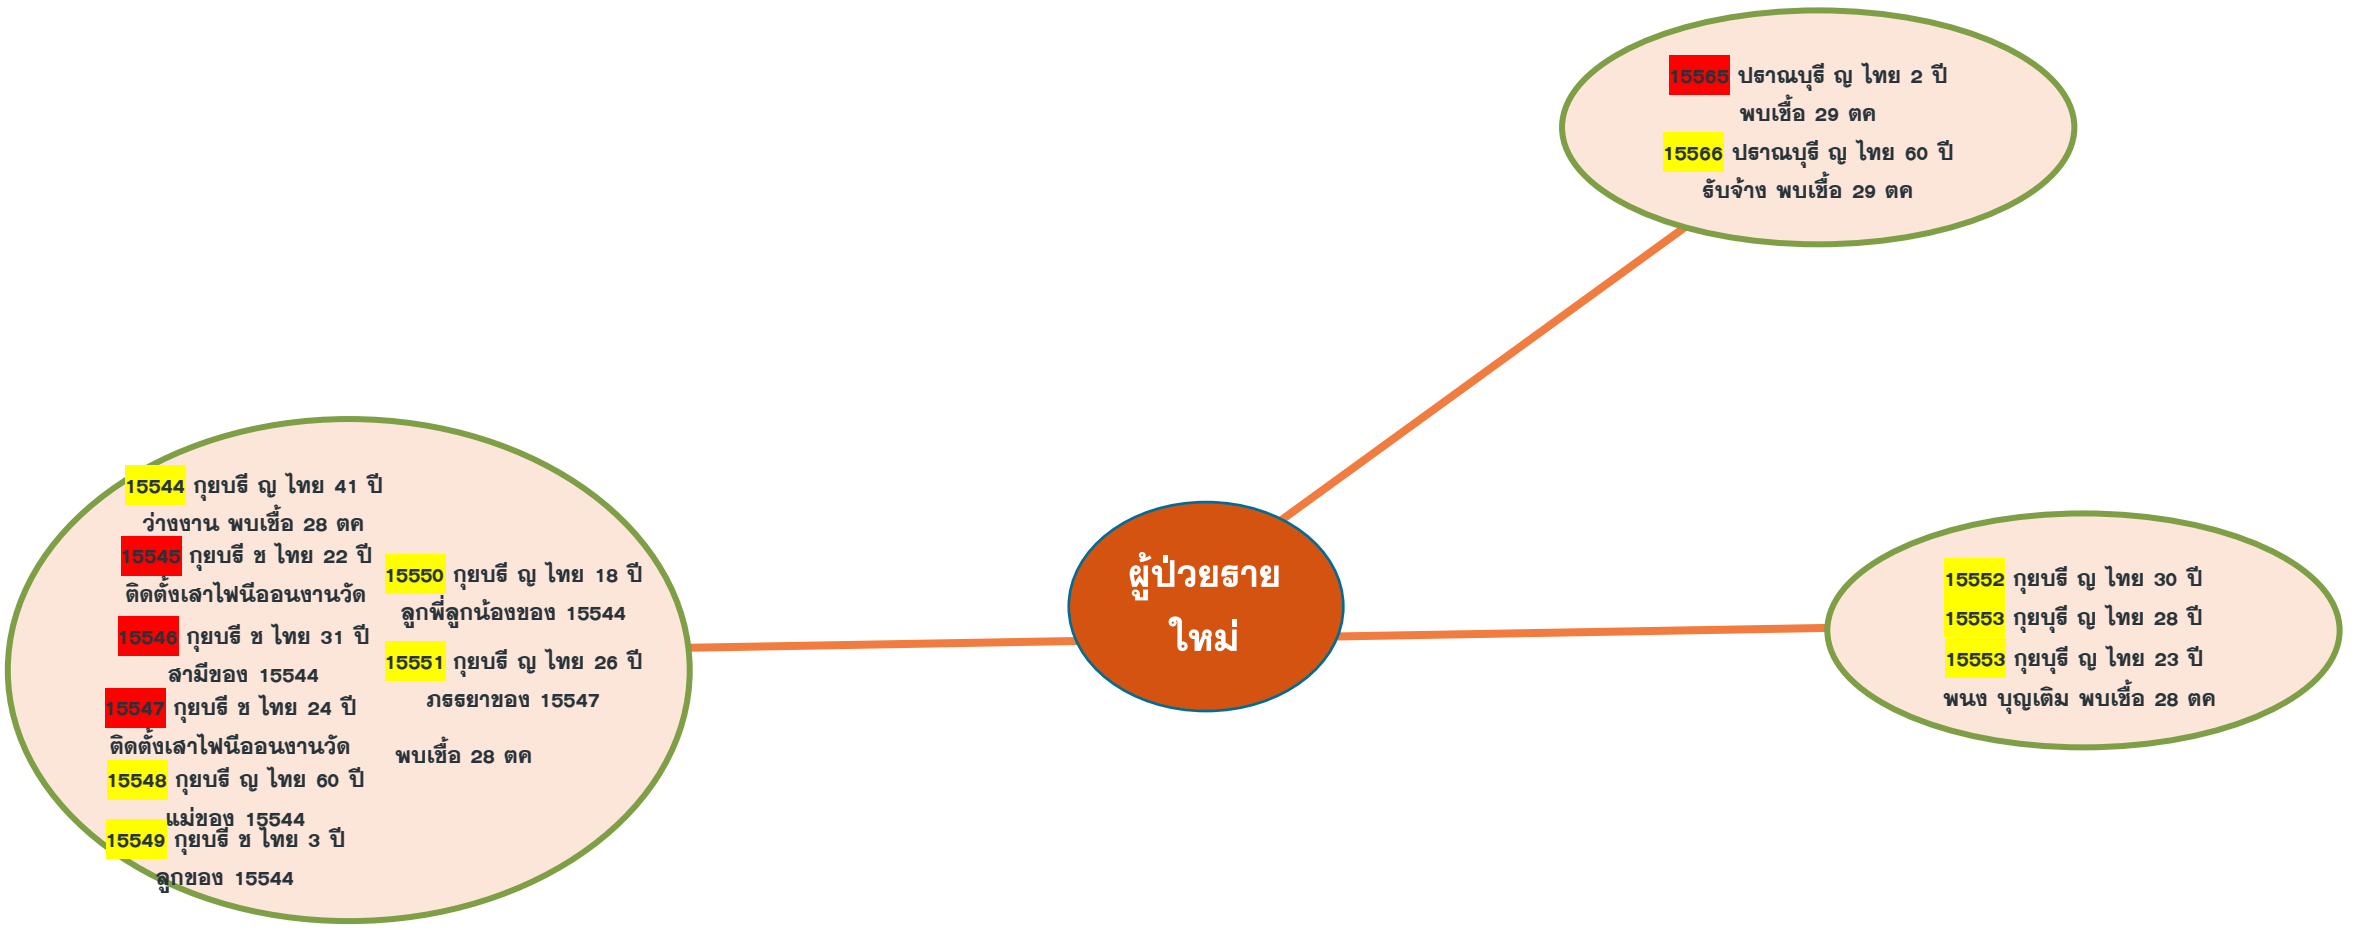 15565 ปราณบุรี ญ ไทย 2 ปี
พบเชื้อ 29 ตค
15566 ปราณบุรี ญ ไทย 60 ปี
รับจ้าง พบเชื้อ 29 ตค
15544 กุยบรี ญ ไทย 41 ปี
ว่างงาน พบเชื้อ 28 ตค
15545 กุยบรี ช ไทย 22 ปี
ติดตั้งเสาไฟนีออนงานวัด
15546 กุยบรี ช ไทย 31 ปี
สามีของ 15544
15547 กุยบรี ช ไทย 24 ปี
ติดตั้งเสาไฟนีออนงานวัด
15548 กุยบรี ญ ไทย 60 ปี
แม่ของ 15544
15549 กุยบรี ช ไทย 3 ปี
ลูกของ 15544
15550 กุยบรี ญ ไทย 18 ปี
ลูกพี่ลูกน้องของ 15544
15551 กุยบรี ญ ไทย 26 ปี
ภรรยาของ 15547
พบเชื้อ 28 ตค
ผู้ป่วยราย
ใหม่
15552 กุยบรี ญ ไทย 30 ปี
15553 กุยบุรี ญ ไทย 28 ปี
15553 กุยบุรี ญ ไทย 23 ปี
พนง บุญเดิม พบเชื้อ 28 ตค